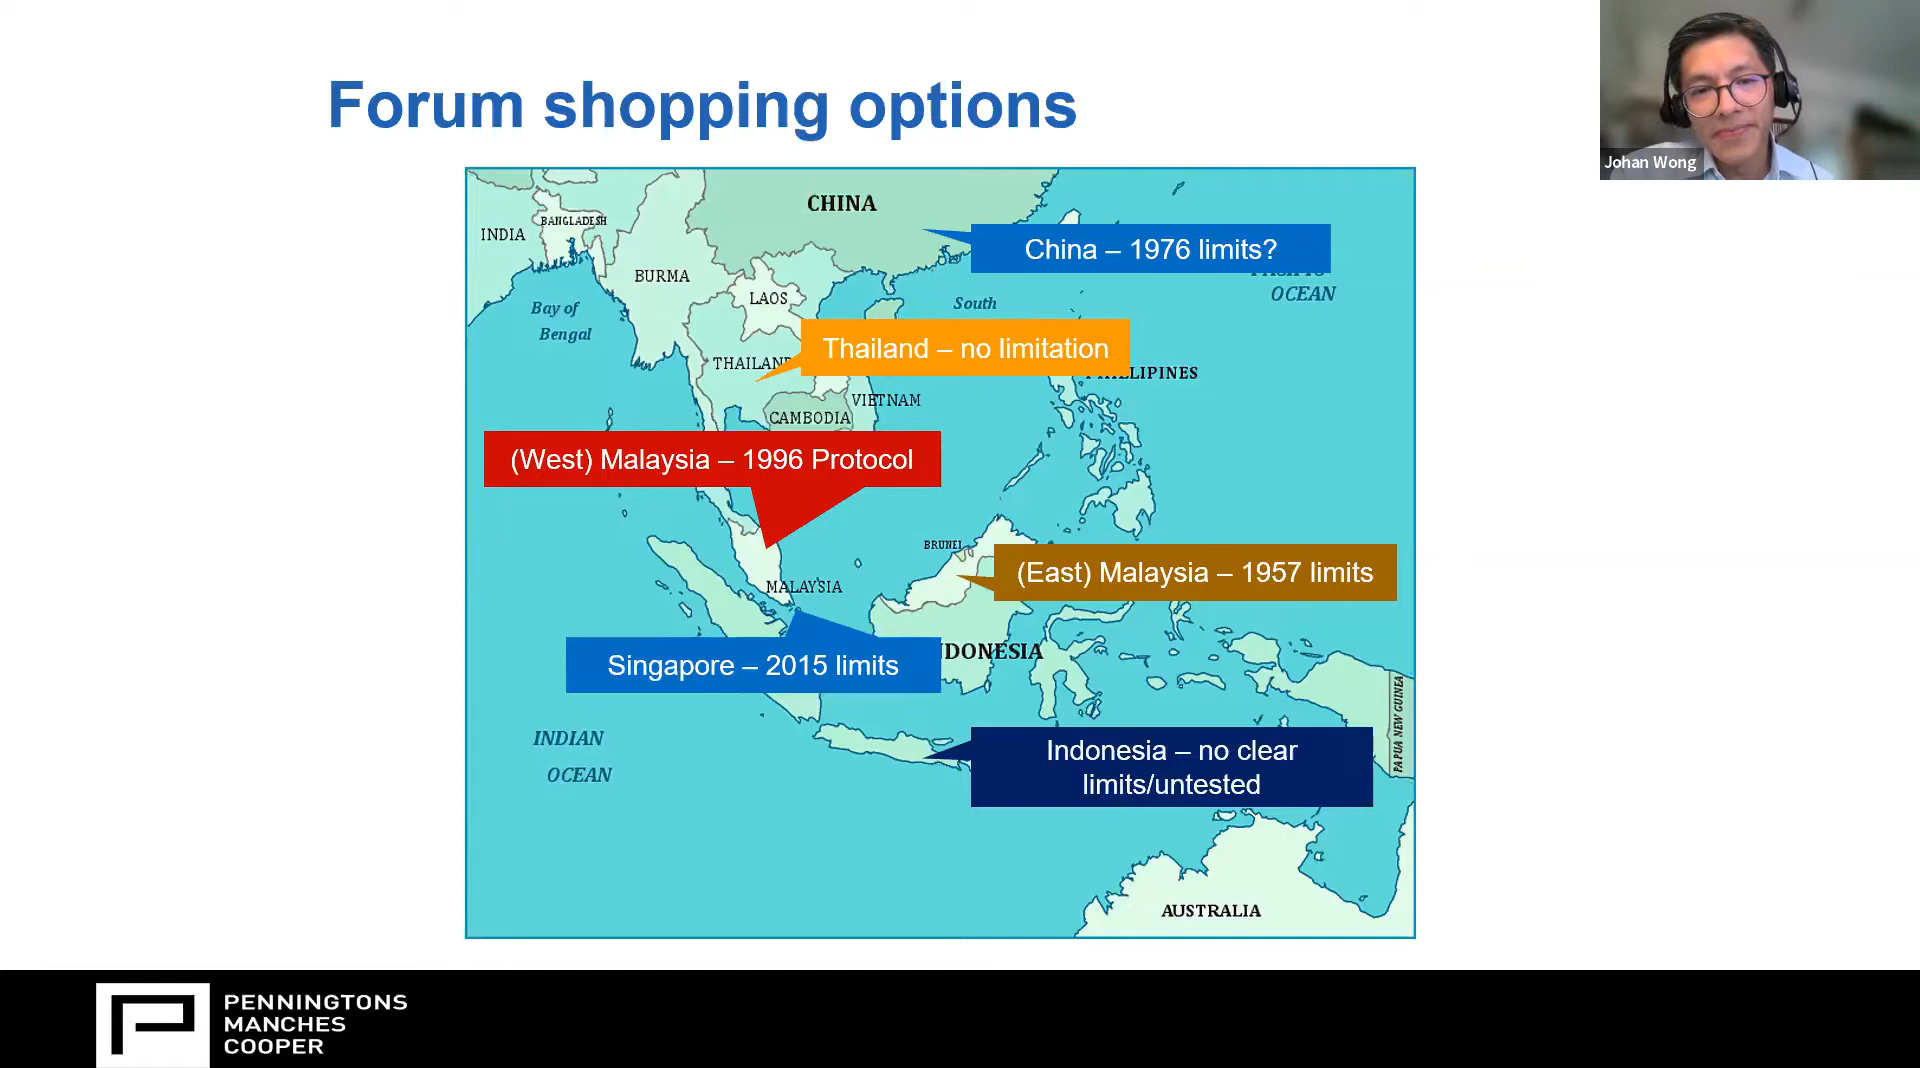 Forum shopping options
Johan Wong
CHINA
BANGLADESH
INDIA
China – 1976 limits?
BURMA
OCEAN
LAOS
South
Bay of
Bengal
Thailand – no limitation
THAILAND
PHILLIPINES
VIETNAM
CAMBODIA
(West) Malaysia – 1996 Protocol
BRUNEI
(East) Malaysia – 1957 limits
MALAYSIA
Singapore – 2015 limits
INDONESIA
PAPUA NEW GUINEA
INDIAN
OCEAN
Indonesia – no clear
limits/untested
AUSTRALIA
PENNINGTONS
MANCHES
COOPER